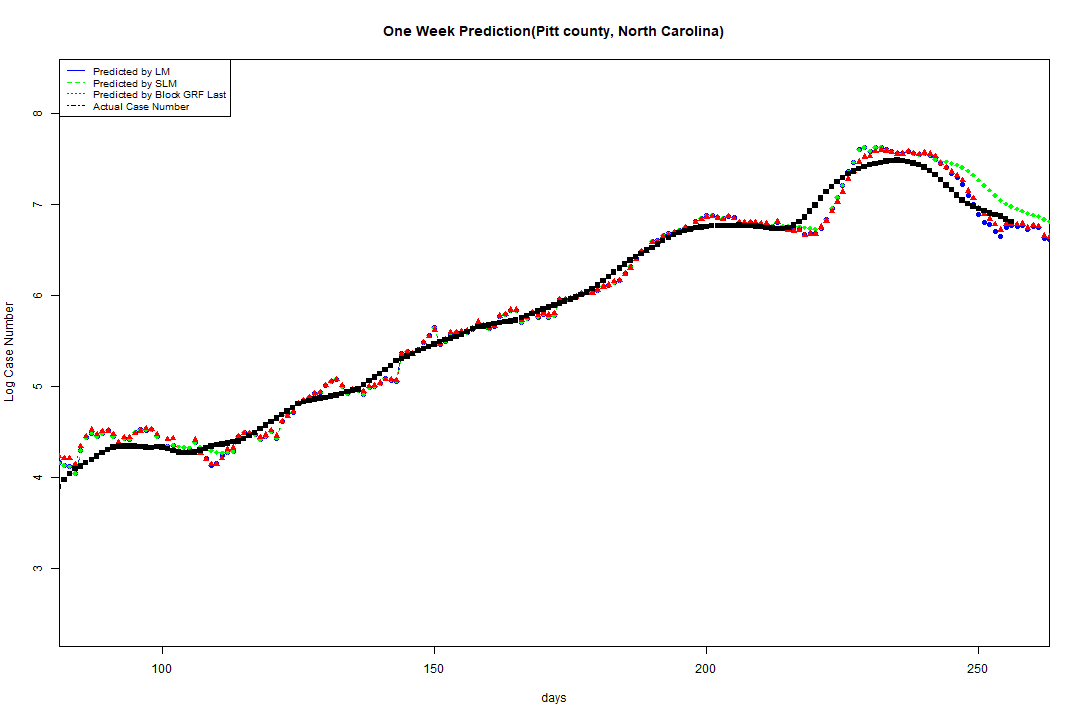 One Week Prediction(Pitt county, North Carolina)
Predicted by LM
Predicted by SLM
Predicted by Block GRF Last
Actual Case Number
8
7
6
5
4
3
Log Case Number
100 150 200 250
days